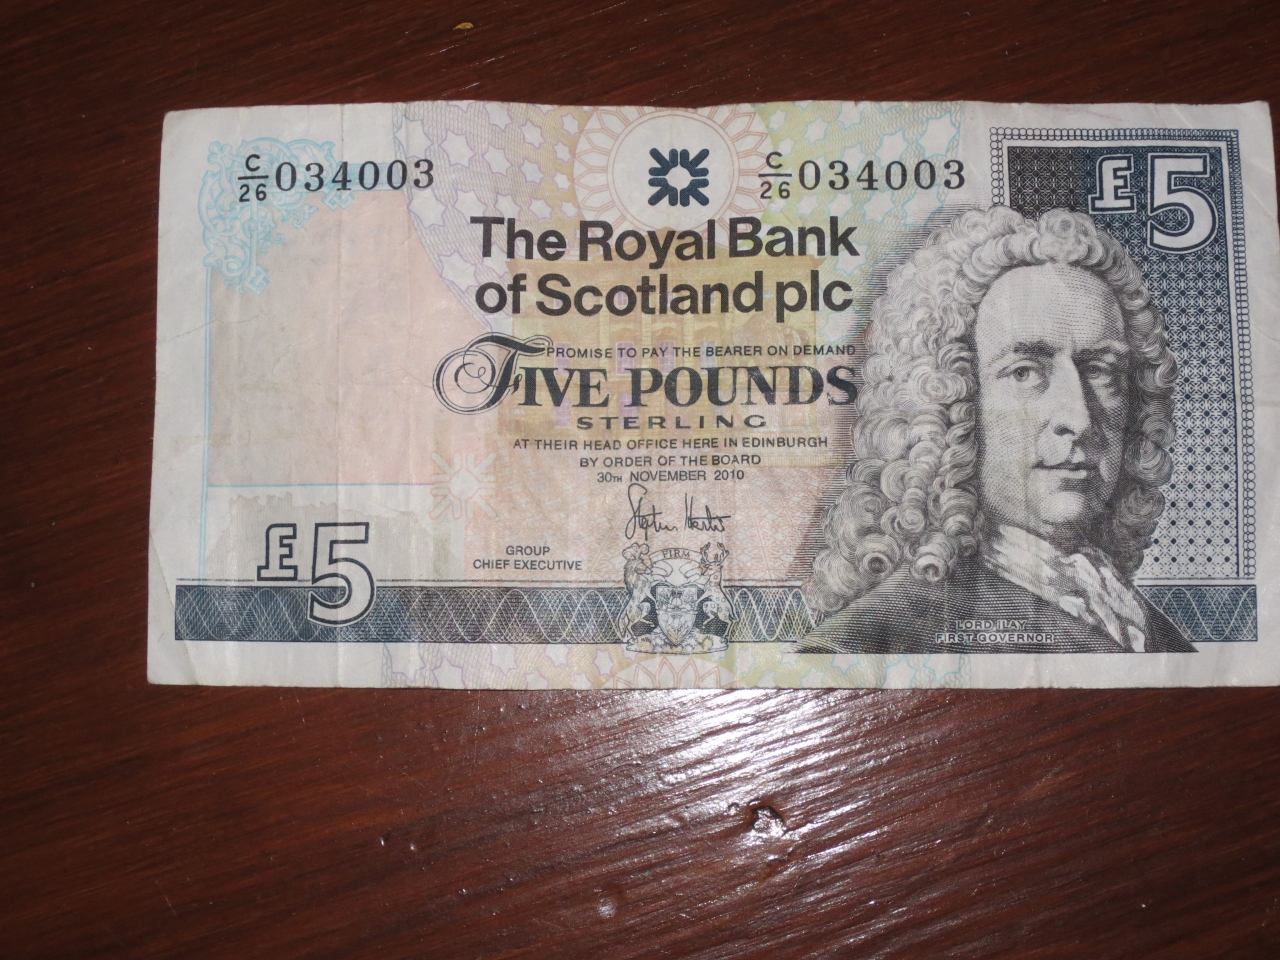 C/26 034003
C/26 034003
£5
The Royal Bank
of Scotland plc
PROMISE TO PAY THE BEARER ON DEMAND
FIVE POUNDS
STERLING
AT THEIR HEAD OFFICE HERE IN EDINBURGH
BY ORDER OF THE BOARD
30TH NOVEMBER 2010
Stephen Hester
GROUP
CHIEF EXECUTIVE
FIRM
£5
LORD ILAY
FIRST GOVERNOR